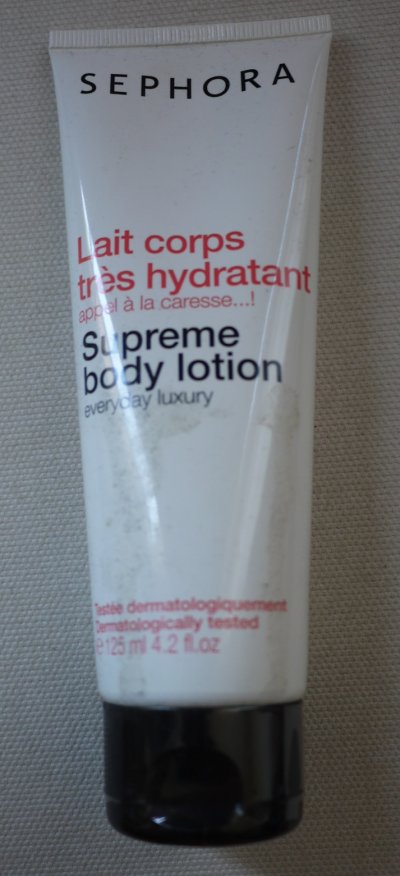 SEPHORA
Lait corps
très hydratant
appel à la caresse...!
Supreme
body lotion
everyday luxury
Testée dermatologiquement
Dermatologically tested
e 125 ml 4.2 fl.oz